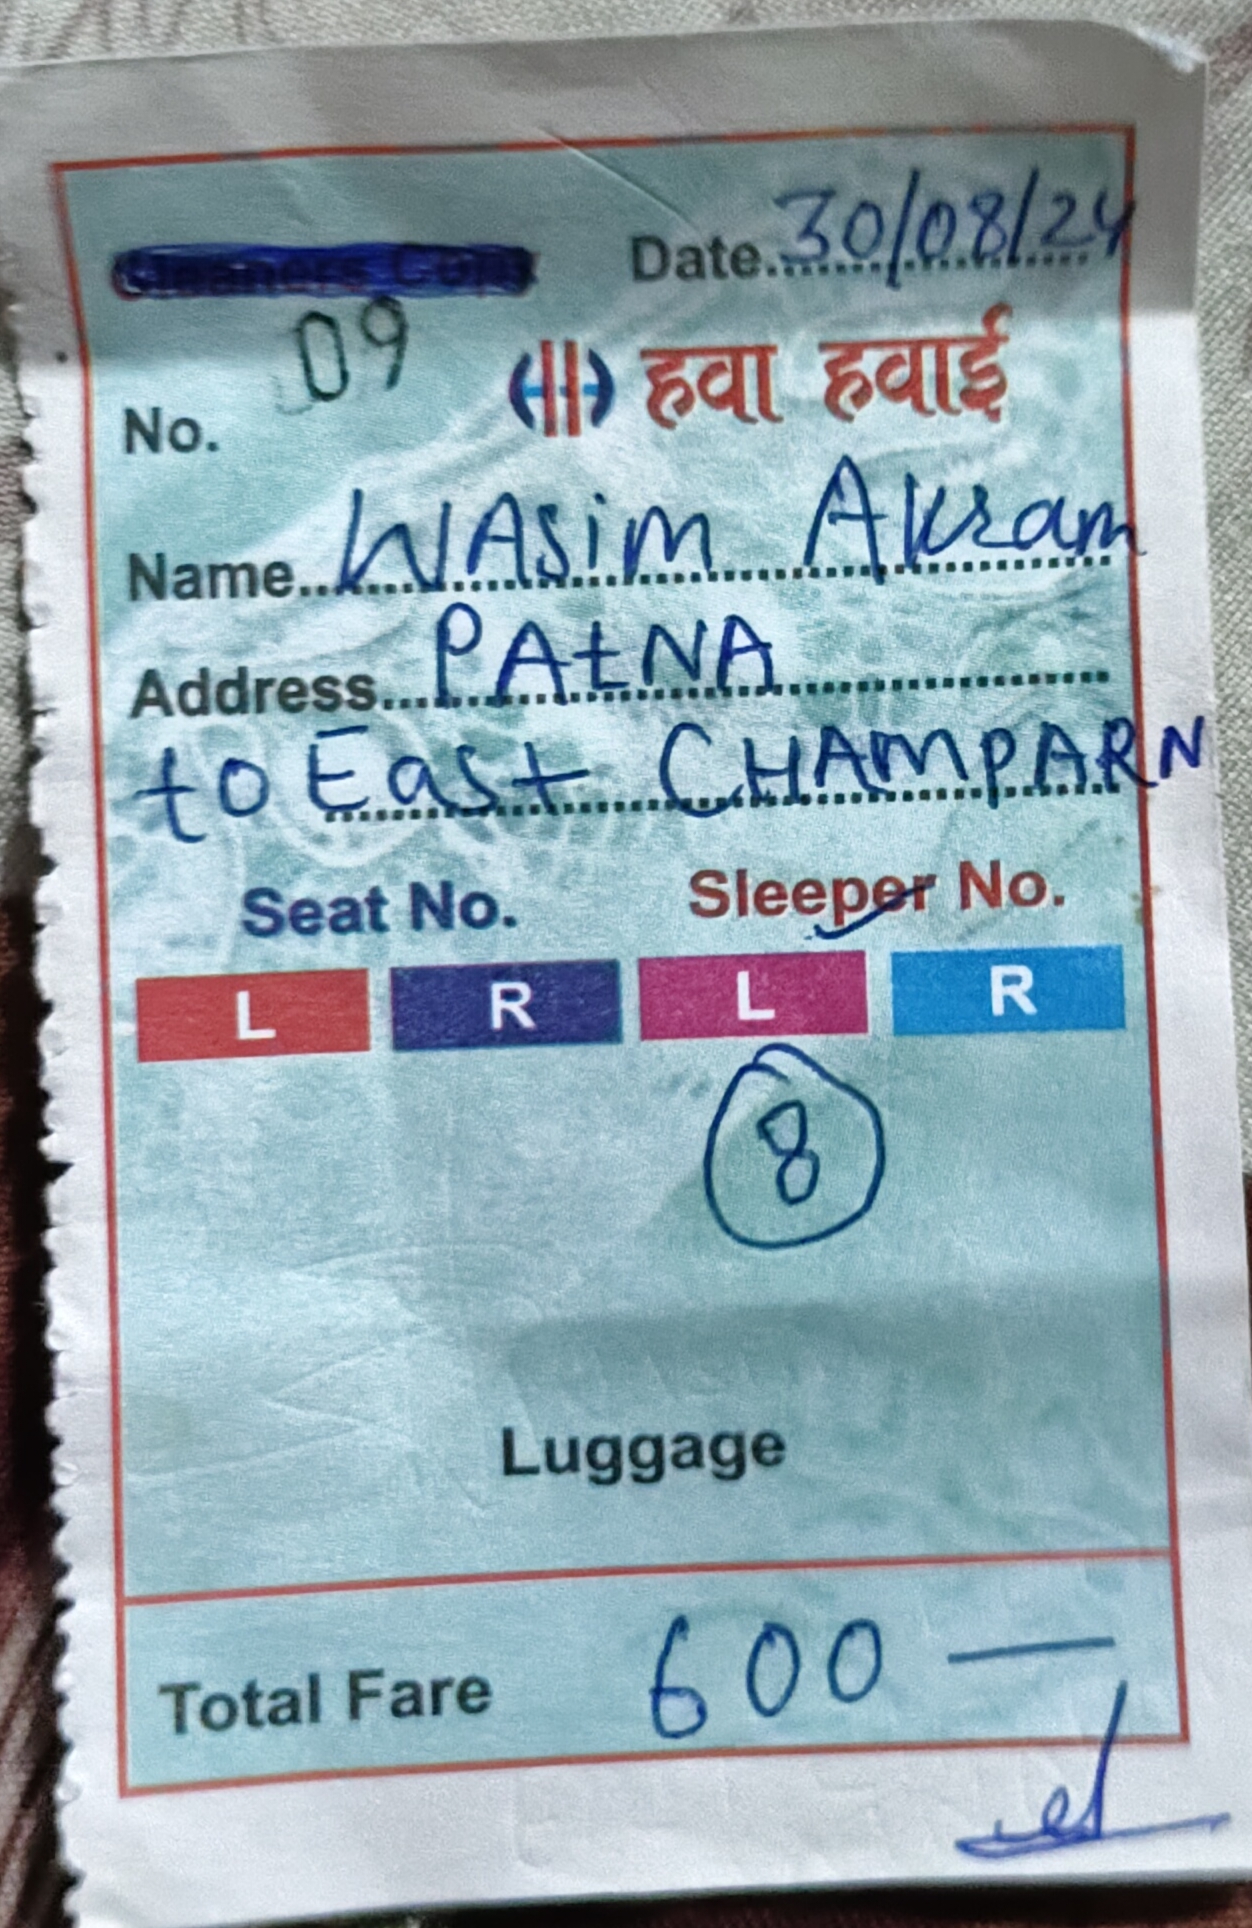 Date. 30/08/24
No. 09
हवा हवाई
Name WASiM AKram
Address PAtNA
to East CHAMPARN
Seat No. Sleeper No.
L R L R
8
Luggage
Total Fare 600 —